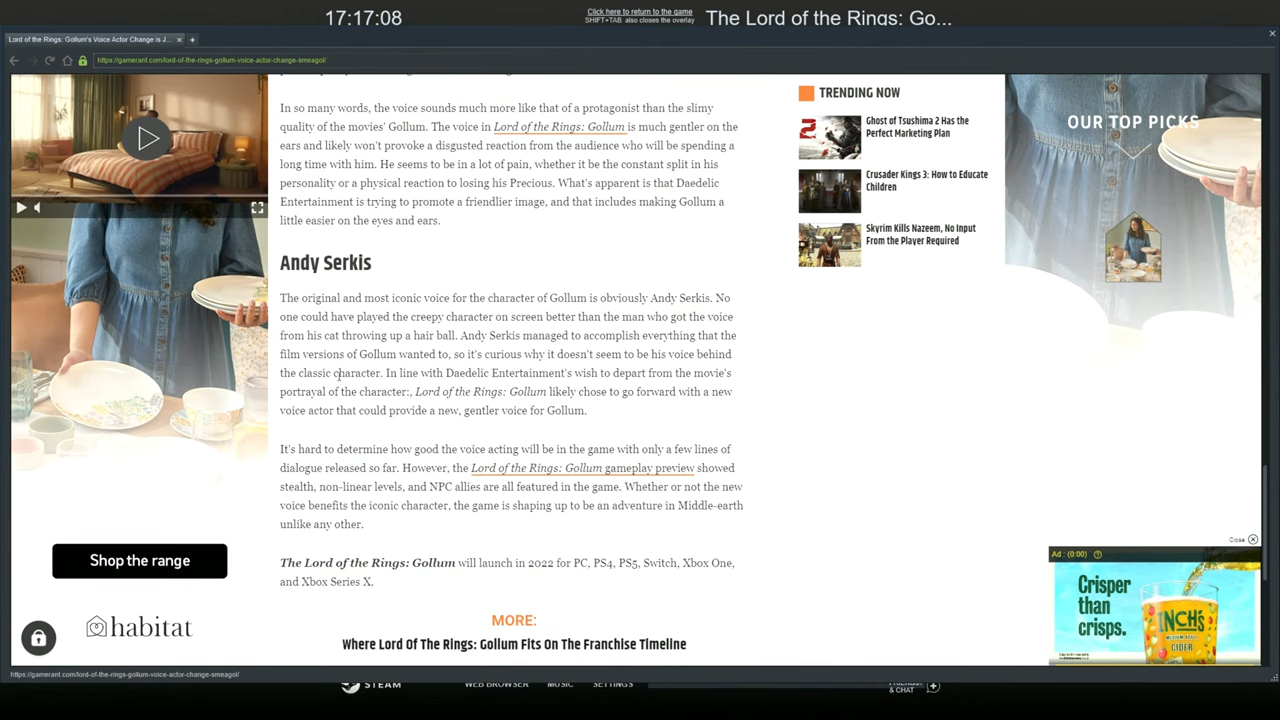 17:17:08
Click here to return to the game
SHIFT+TAB also closes the overlay
The Lord of the Rings: Go...
Lord of the Rings: Gollum's Voice Actor Change is J...
https://gamerant.com/lord-of-the-rings-gollum-voice-actor-change-smeagol/
In so many words, the voice sounds much more like that of a protagonist than the slimy
quality of the movies' Gollum. The voice in Lord of the Rings: Gollum is much gentler on the
ears and likely won't provoke a disgusted reaction from the audience who will be spending a
long time with him. He seems to be in a lot of pain, whether it be the constant split in his
personality or a physical reaction to losing his Precious. What's apparent is that Daedelic
Entertainment is trying to promote a friendlier image, and that includes making Gollum a
little easier on the eyes and ears.
Andy Serkis
The original and most iconic voice for the character of Gollum is obviously Andy Serkis. No
one could have played the creepy character on screen better than the man who got the voice
from his cat throwing up a hair ball. Andy Serkis managed to accomplish everything that the
film versions of Gollum wanted to, so it's curious why it doesn't seem to be his voice behind
the classic character. In line with Daedelic Entertainment's wish to depart from the movie's
portrayal of the character:, Lord of the Rings: Gollum likely chose to go forward with a new
voice actor that could provide a new, gentler voice for Gollum.
It's hard to determine how good the voice acting will be in the game with only a few lines of
dialogue released so far. However, the Lord of the Rings: Gollum gameplay preview showed
stealth, non-linear levels, and NPC allies are all featured in the game. Whether or not the new
voice benefits the iconic character, the game is shaping up to be an adventure in Middle-earth
unlike any other.
The Lord of the Rings: Gollum will launch in 2022 for PC, PS4, PS5, Switch, Xbox One,
and Xbox Series X.
MORE:
Where Lord Of The Rings: Gollum Fits On The Franchise Timeline
TRENDING NOW
Ghost of Tsushima 2 Has the
Perfect Marketing Plan
Crusader Kings 3: How to Educate
Children
Skyrim Kills Nazeem, No Input
From the Player Required
OUR TOP PICKS
Shop the range
habitat
Close
Ad : (0:00)
Crisper
than
crisps.
INCH'S
CIDER
https://gamerant.com/lord-of-the-rings-gollum-voice-actor-change-smeagol/
STEAM
WEB BROWSER
MUSIC
SETTINGS
FRIENDS
& CHAT